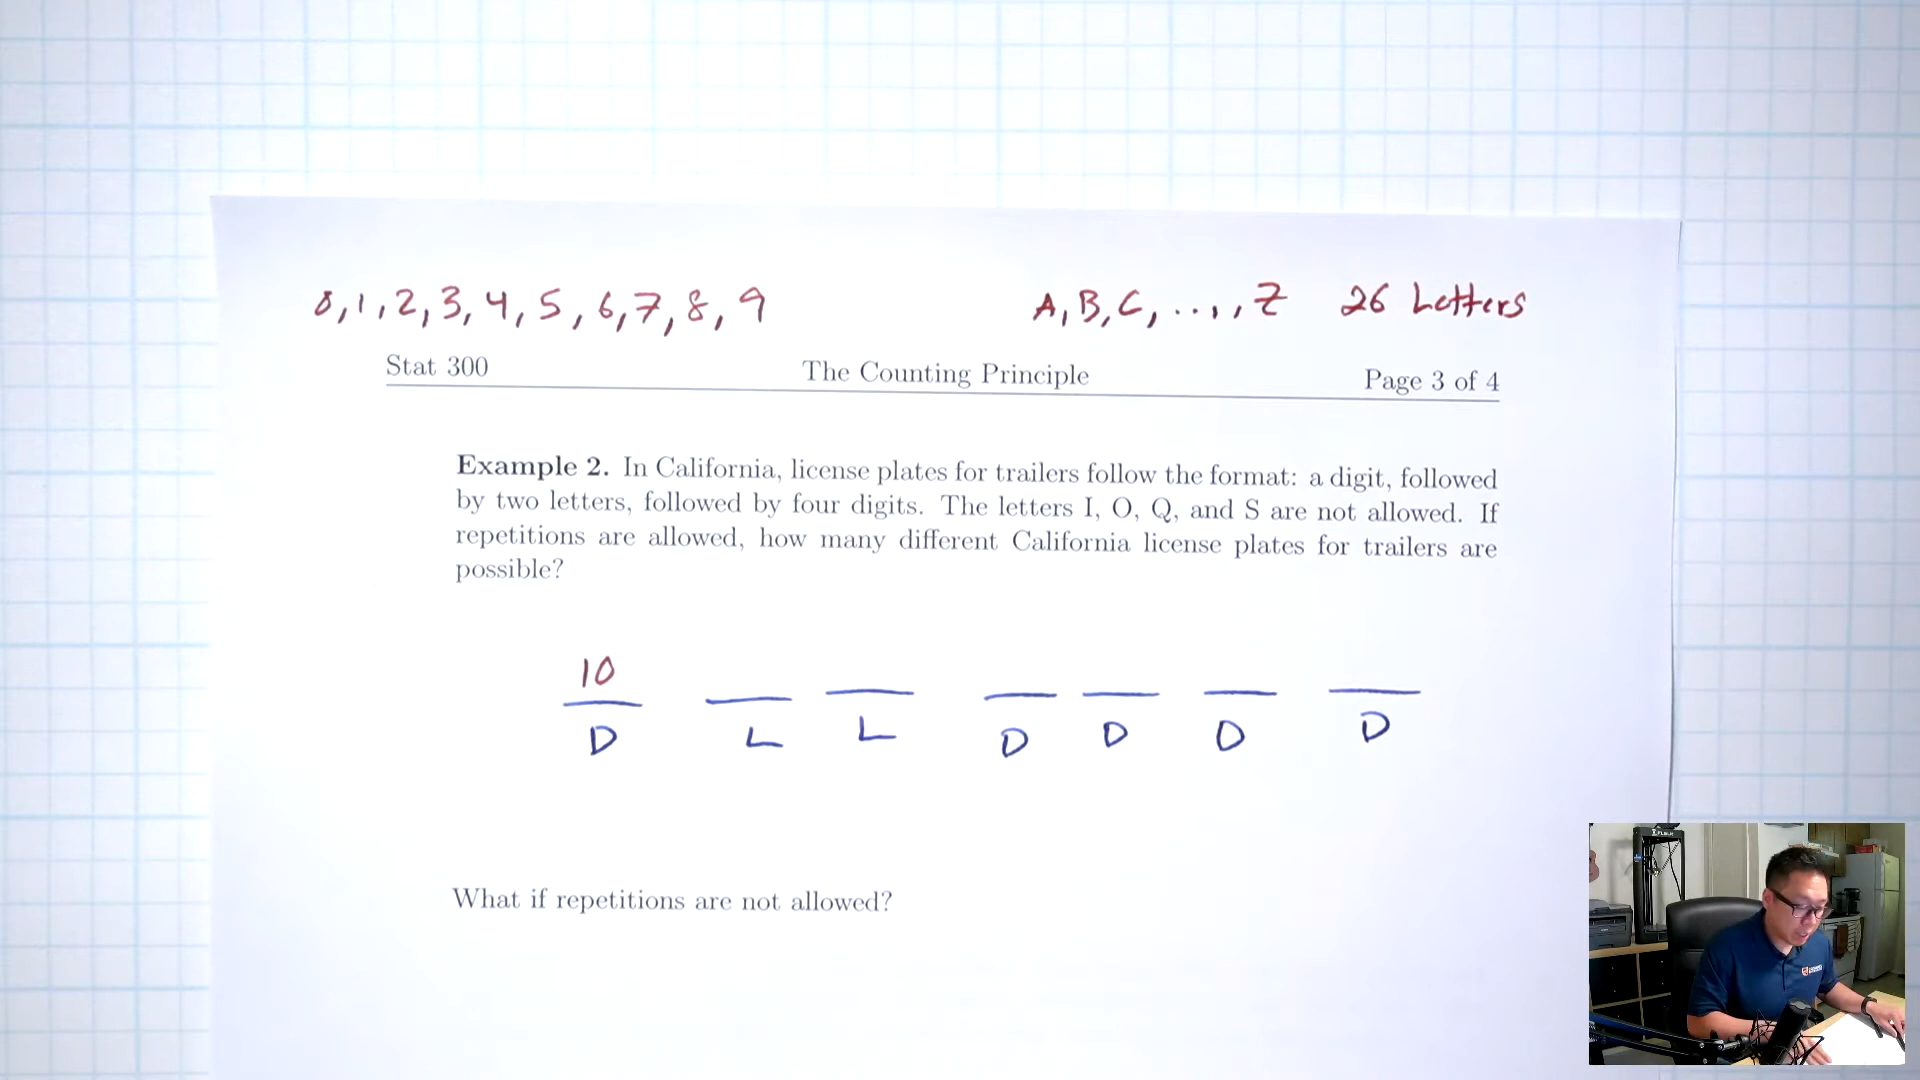 0,1,2,3,4,5,6,7,8,9 A,B,C,...,Z 26 Letters
Stat 300 The Counting Principle Page 3 of 4
Example 2. In California, license plates for trailers follow the format: a digit, followed
by two letters, followed by four digits. The letters I, O, Q, and S are not allowed. If
repetitions are allowed, how many different California license plates for trailers are
possible?
10
D L L D D D D
What if repetitions are not allowed?